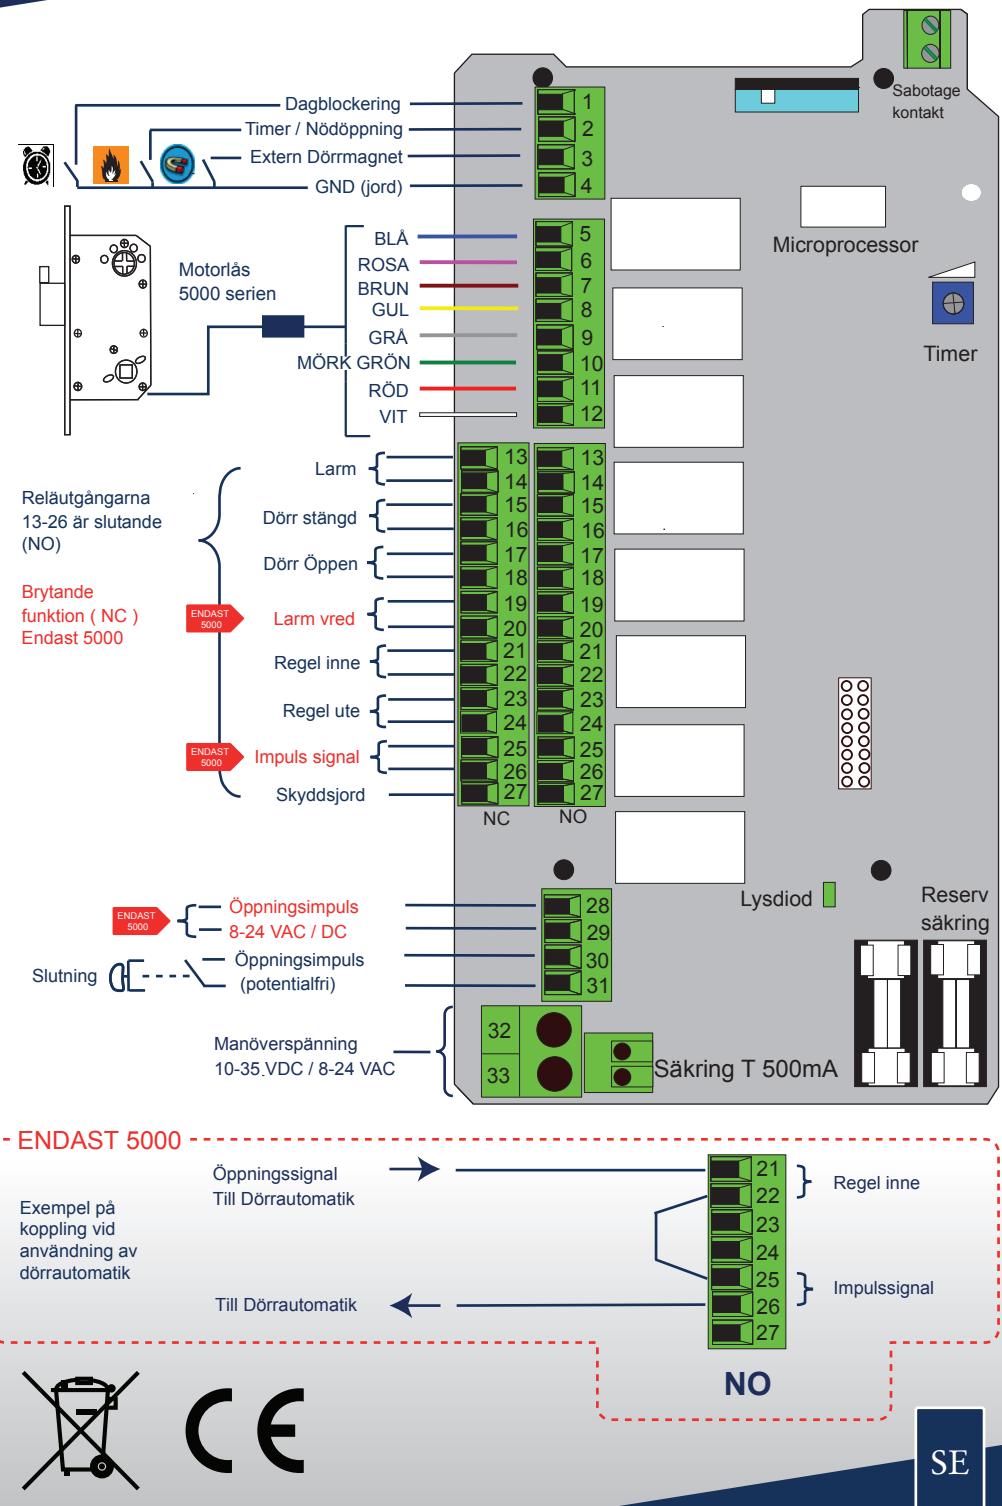 Sabotage
kontakt
Dagblockering
1
Timer / Nödöppning
2
Extern Dörrmagnet
3
GND (jord)
4
Microprocessor
Timer
Motorlås
5000 serien
BLÅ
5
ROSA
6
BRUN
7
GUL
8
GRÅ
9
MÖRK GRÖN
10
RÖD
11
VIT
12
Reläutgångarna
13-26 är slutande
(NO)
Brytande
funktion ( NC )
Endast 5000
Larm
13 13
14 14
Dörr stängd
15 15
16 16
Dörr Öppen
17 17
18 18
ENDAST
5000
Larm vred
19 19
20 20
Regel inne
21 21
22 22
Regel ute
23 23
24 24
ENDAST
5000
Impuls signal
25 25
26 26
Skyddsjord
27 27
NC NO
Lysdiod
Reserv
säkring
ENDAST
5000
Öppningsimpuls
8-24 VAC / DC
28
29
Slutning
Öppningsimpuls
(potentialfri)
30
31
Manöverspänning
10-35 VDC / 8-24 VAC
32
33
Säkring T 500mA
ENDAST 5000
Exempel på
koppling vid
användning av
dörrautomatik
Öppningssignal
Till Dörrautomatik
Till Dörrautomatik
21
22
23
24
25
26
27
Regel inne
Impulssignal
NO
CE
SE